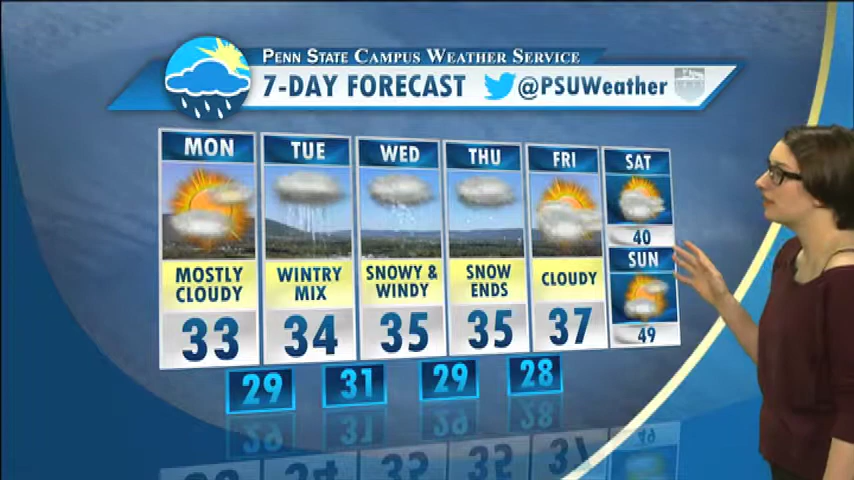 PENN STATE CAMPUS WEATHER SERVICE
7-DAY FORECAST @PSUWeather
MON TUE WED THU FRI SAT
40
SUN
MOSTLY CLOUDY
WINTRY MIX
SNOWY & WINDY
SNOW ENDS
CLOUDY
33 34 35 35 37 49
29 31 29 28